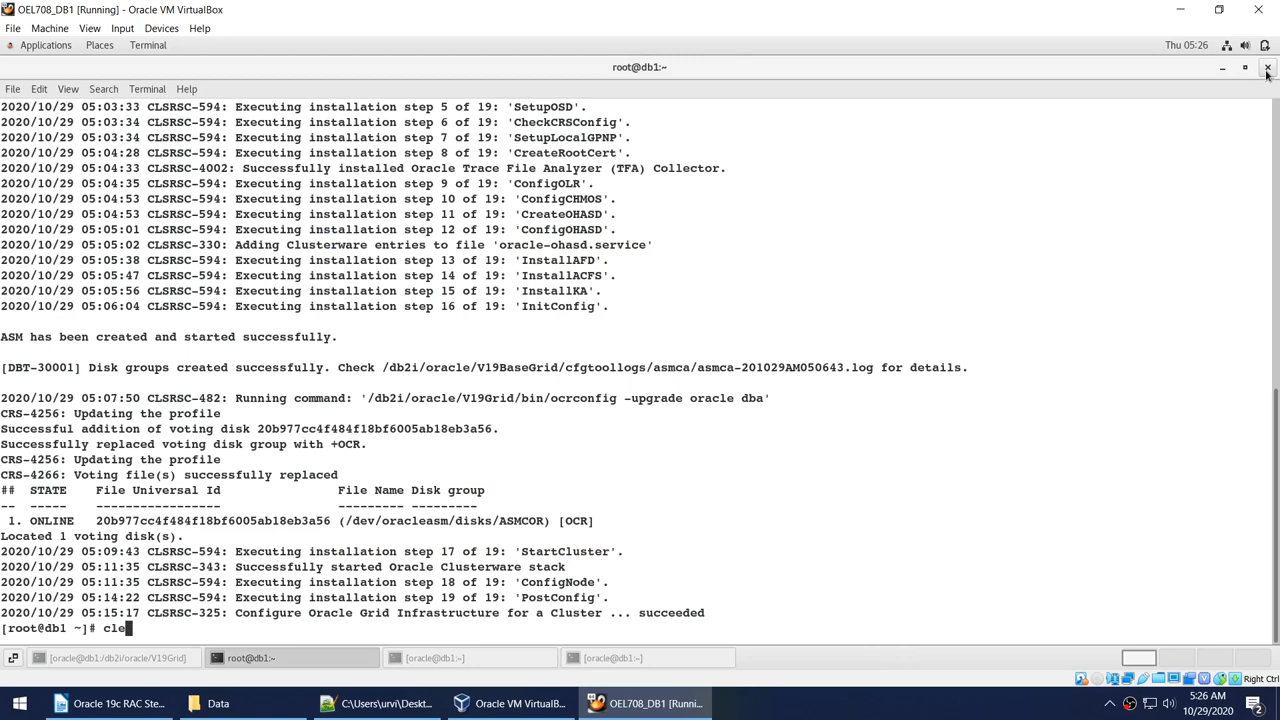 OEL708_DB1 [Running] - Oracle VM VirtualBox
File Machine View Input Devices Help
Applications Places Terminal Thu 05:26
root@db1:~
File Edit View Search Terminal Help
2020/10/29 05:03:33 CLSRSC-594: Executing installation step 5 of 19: 'SetupOSD'.
2020/10/29 05:03:34 CLSRSC-594: Executing installation step 6 of 19: 'CheckCRSConfig'.
2020/10/29 05:03:34 CLSRSC-594: Executing installation step 7 of 19: 'SetupLocalGPNP'.
2020/10/29 05:04:28 CLSRSC-594: Executing installation step 8 of 19: 'CreateRootCert'.
2020/10/29 05:04:33 CLSRSC-4002: Successfully installed Oracle Trace File Analyzer (TFA) Collector.
2020/10/29 05:04:35 CLSRSC-594: Executing installation step 9 of 19: 'ConfigOLR'.
2020/10/29 05:04:53 CLSRSC-594: Executing installation step 10 of 19: 'ConfigCHMOS'.
2020/10/29 05:04:53 CLSRSC-594: Executing installation step 11 of 19: 'CreateOHASD'.
2020/10/29 05:05:01 CLSRSC-594: Executing installation step 12 of 19: 'ConfigOHASD'.
2020/10/29 05:05:02 CLSRSC-330: Adding Clusterware entries to file 'oracle-ohasd.service'
2020/10/29 05:05:38 CLSRSC-594: Executing installation step 13 of 19: 'InstallAFD'.
2020/10/29 05:05:47 CLSRSC-594: Executing installation step 14 of 19: 'InstallACFS'.
2020/10/29 05:05:56 CLSRSC-594: Executing installation step 15 of 19: 'InstallKA'.
2020/10/29 05:06:04 CLSRSC-594: Executing installation step 16 of 19: 'InitConfig'.
ASM has been created and started successfully.
[DBT-30001] Disk groups created successfully. Check /db2i/oracle/V19BaseGrid/cfgtoollogs/asmca/asmca-201029AM050643.log for details.
2020/10/29 05:07:50 CLSRSC-482: Running command: '/db2i/oracle/V19Grid/bin/ocrconfig -upgrade oracle dba'
CRS-4256: Updating the profile
Successful addition of voting disk 20b977cc4f484f18bf6005ab18eb3a56.
Successfully replaced voting disk group with +OCR.
CRS-4256: Updating the profile
CRS-4266: Voting file(s) successfully replaced
## STATE File Universal Id File Name Disk group
-- ----- ----------------- --------- ---------
1. ONLINE 20b977cc4f484f18bf6005ab18eb3a56 (/dev/oracleasm/disks/ASMCOR) [OCR]
Located 1 voting disk(s).
2020/10/29 05:09:43 CLSRSC-594: Executing installation step 17 of 19: 'StartCluster'.
2020/10/29 05:11:35 CLSRSC-343: Successfully started Oracle Clusterware stack
2020/10/29 05:11:35 CLSRSC-594: Executing installation step 18 of 19: 'ConfigNode'.
2020/10/29 05:14:22 CLSRSC-594: Executing installation step 19 of 19: 'PostConfig'.
2020/10/29 05:15:17 CLSRSC-325: Configure Oracle Grid Infrastructure for a Cluster ... succeeded
[root@db1 ~]# cle
[oracle@db1:/db2i/oracle/V19Grid] root@db1:~ [oracle@db1:~] [oracle@db1:~]
Right Ctrl
Oracle 19c RAC Ste... Data C:\Users\urvi\Deskt... Oracle VM VirtualB... OEL708_DB1 [Runni... 5:26 AM
10/29/2020 2